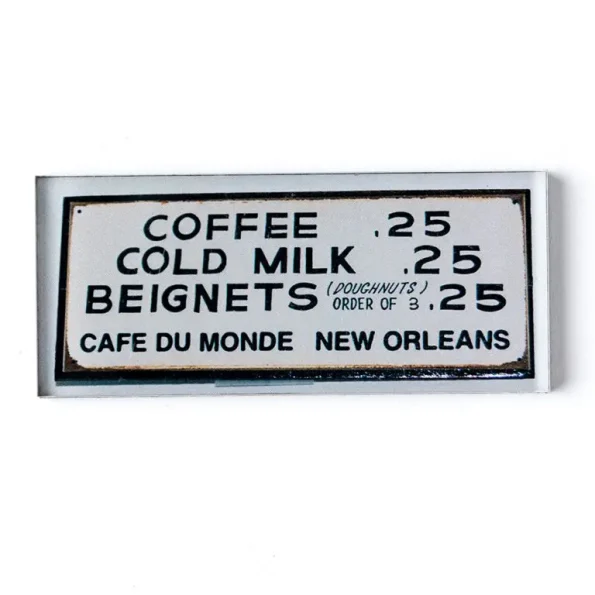 COFFEE .25
COLD MILK .25
BEIGNETS (DOUGHNUTS) ORDER OF 3 .25
CAFE DU MONDE NEW ORLEANS